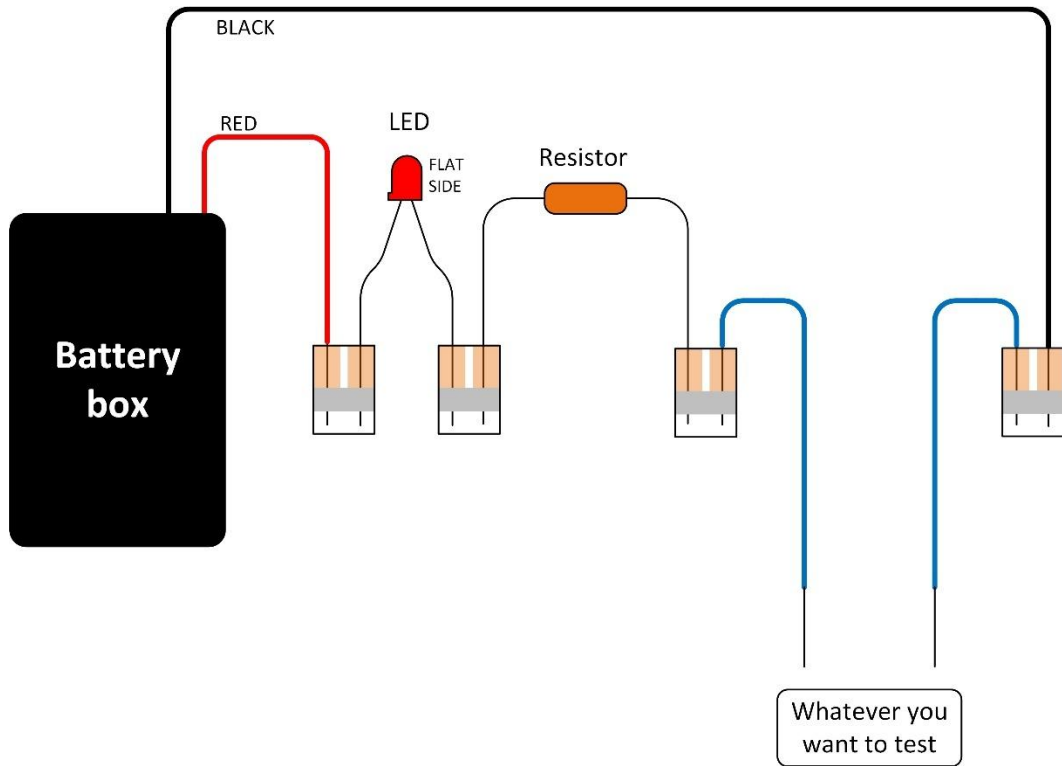 BLACK
RED
LED
FLAT
SIDE
Resistor
Battery
box
Whatever you
want to test